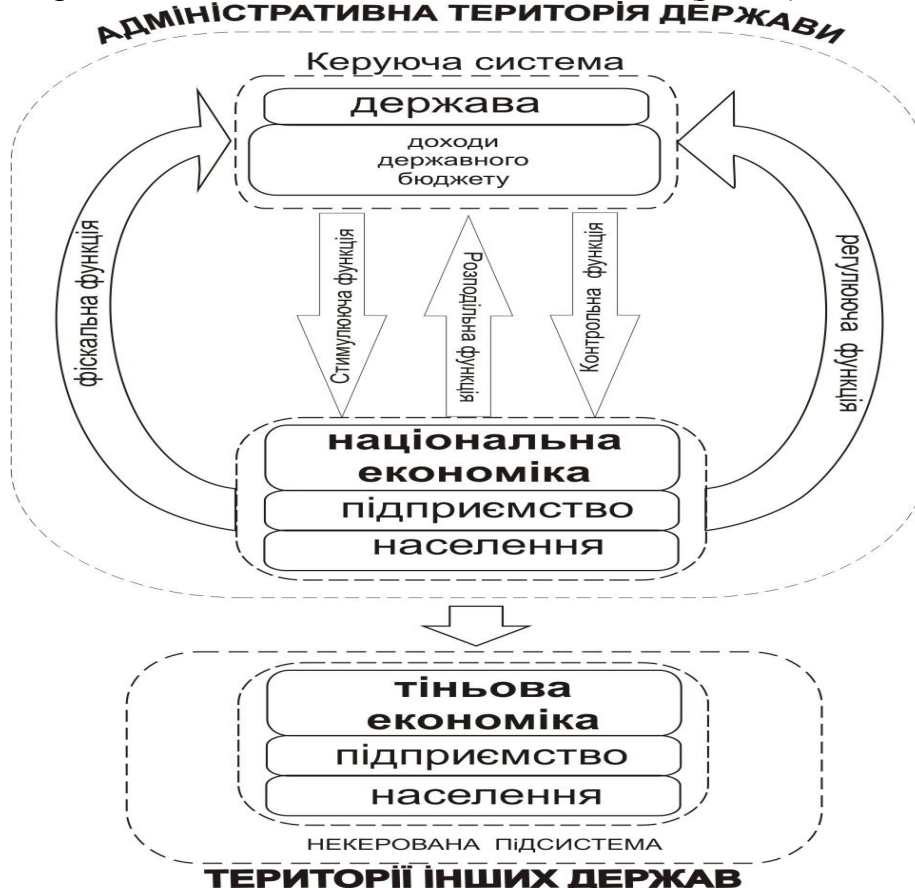 АДМІНІСТРАТИВНА ТЕРИТОРІЯ ДЕРЖАВИ
Керуюча система
держава
доходи
державного
бюджету
фіскальна функція
Стимулююча функція
Розподільна функція
Контрольна функція
регулююча функція
національна
економіка
підприємство
населення
тіньова
економіка
підприємство
населення
НЕКЕРОВАНА ПіДСИСТЕМА
ТЕРИТОРІЇ ІНШИХ ДЕРЖАВ